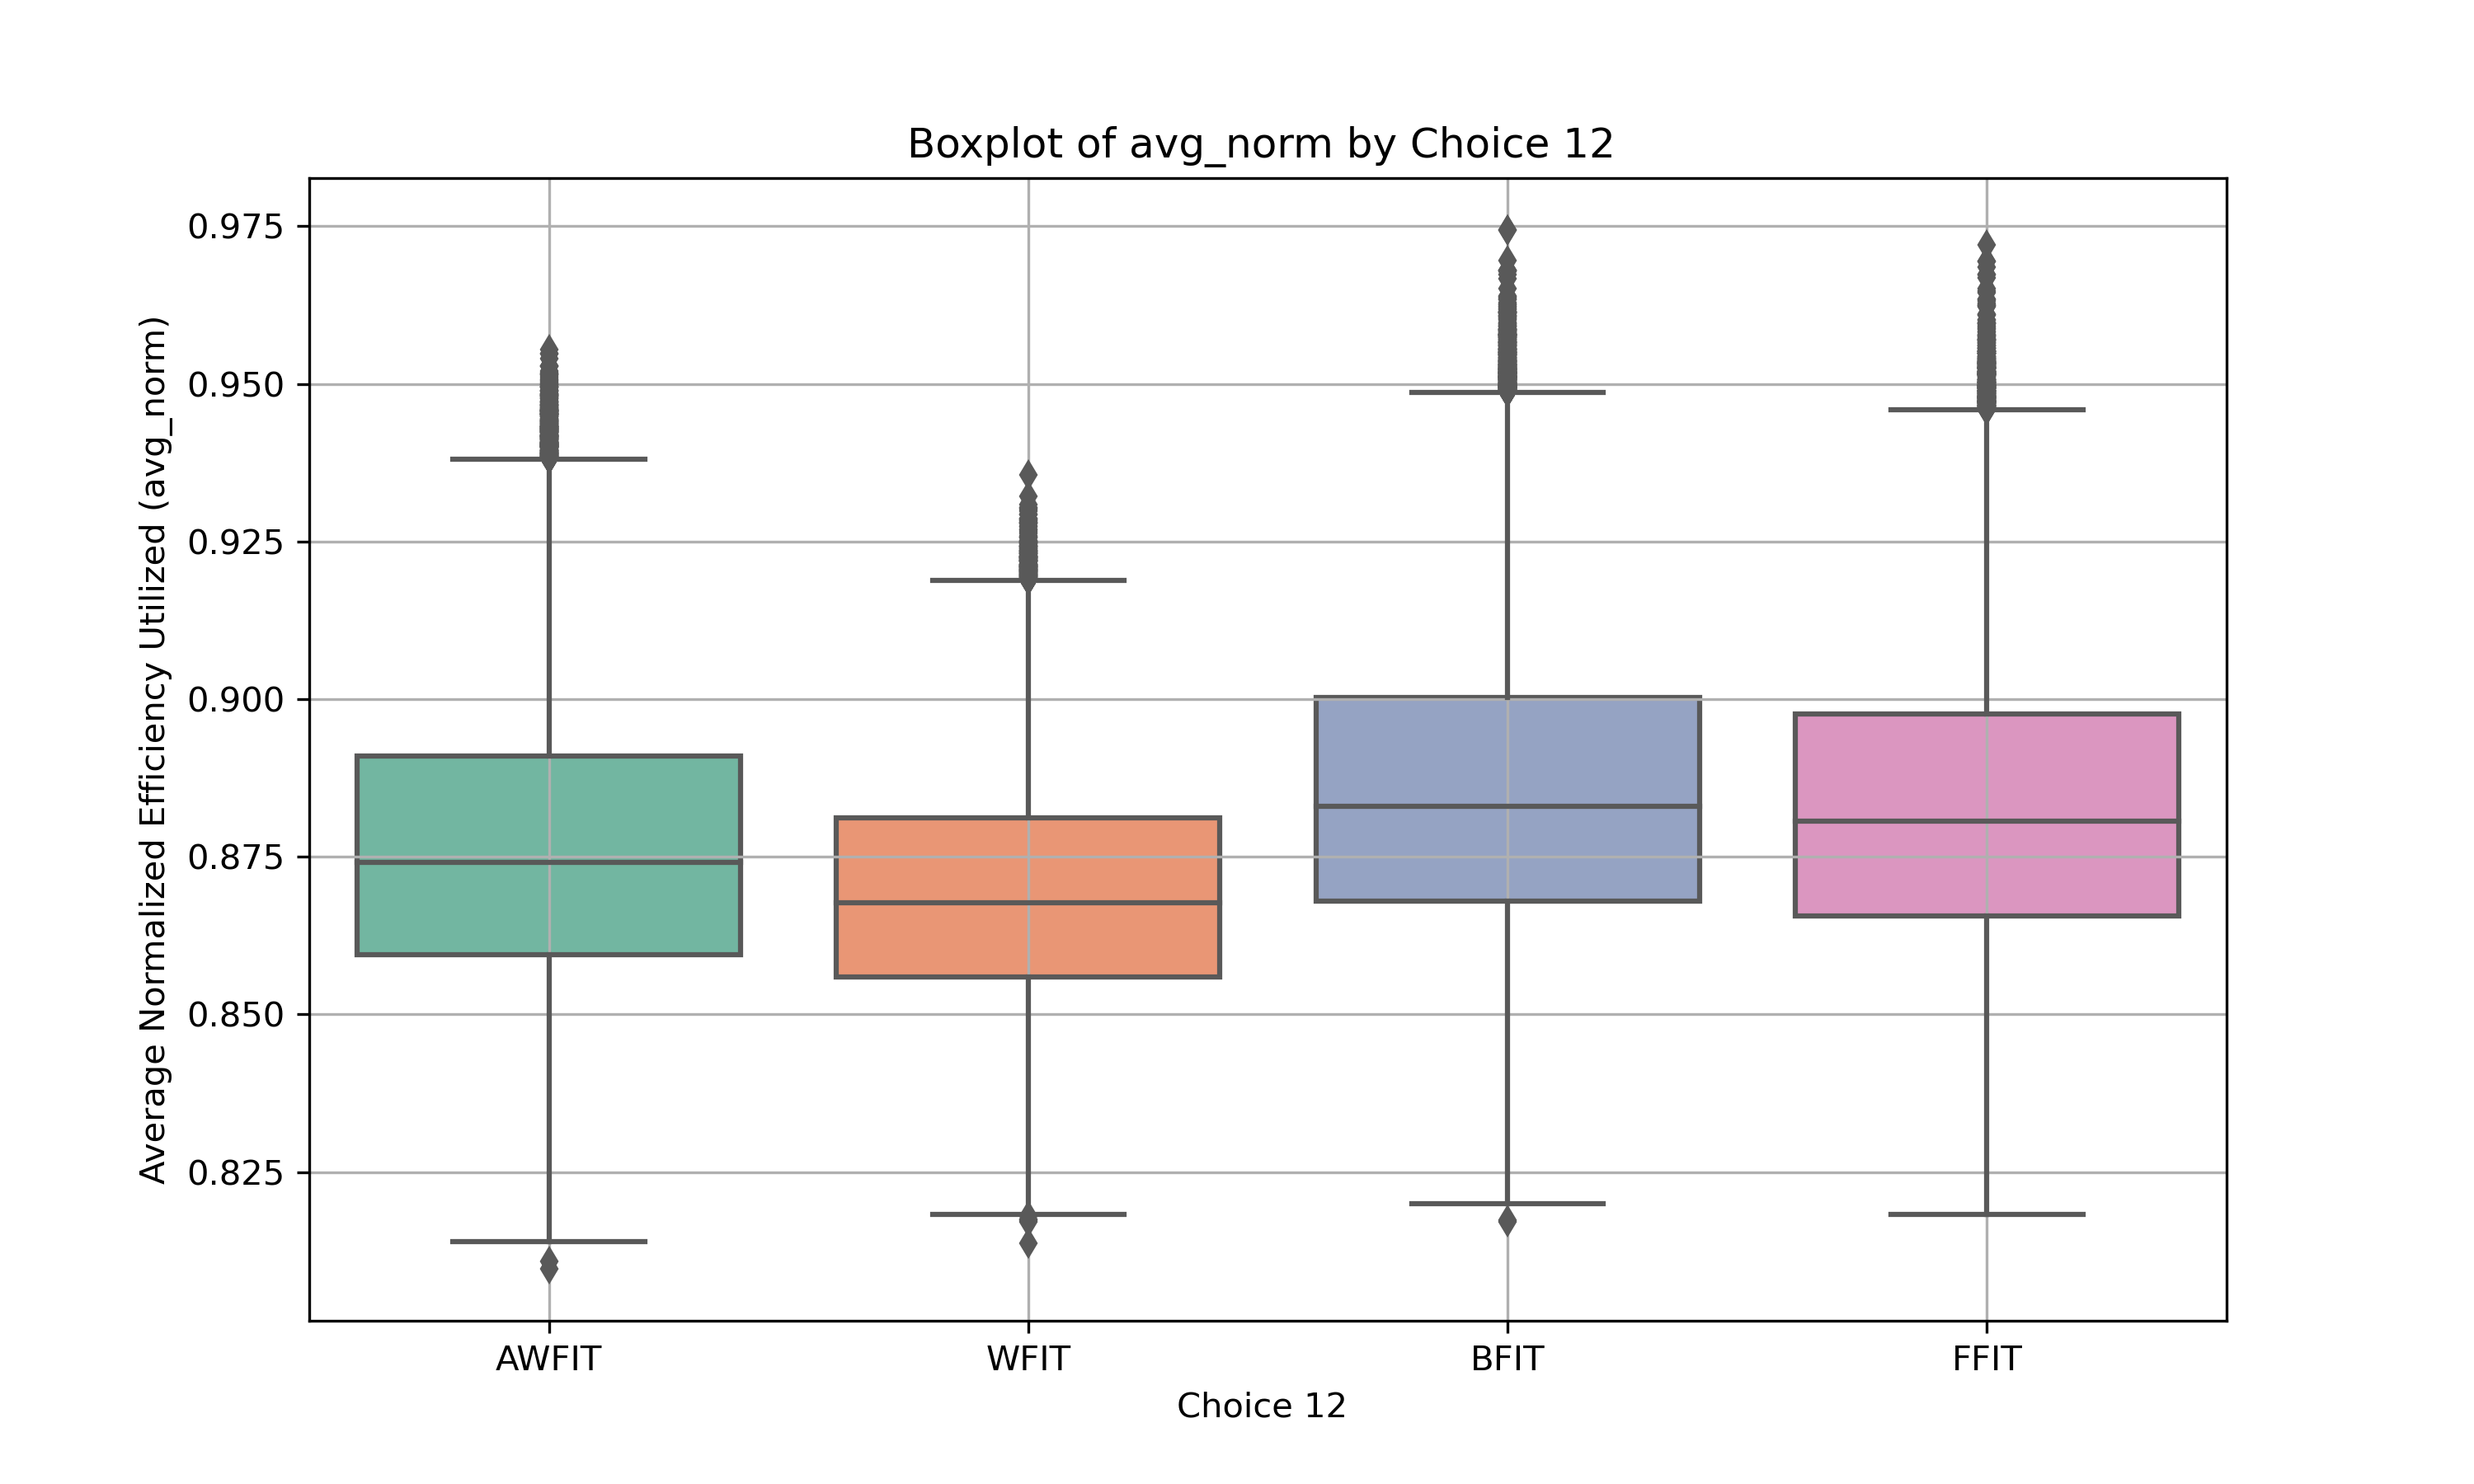 Boxplot of avg_norm by Choice 12
Average Normalized Efficiency Utilized (avg_norm)
0.975
0.950
0.925
0.900
0.875
0.850
0.825
AWFIT
WFIT
BFIT
FFIT
Choice 12